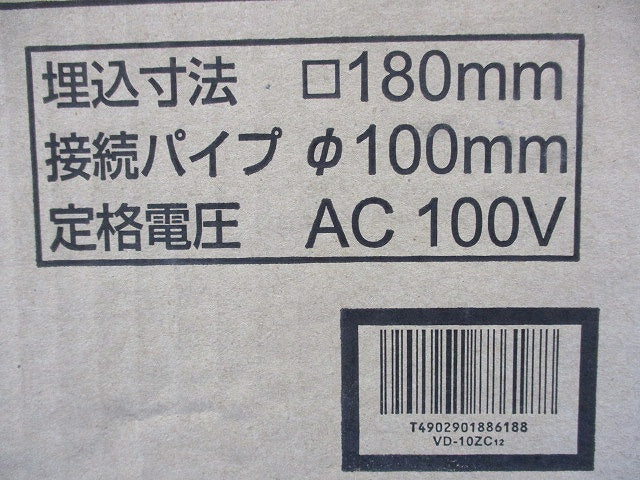 埋込寸法 □180mm
接続パイプ φ100mm
定格電圧 AC 100V
T4902901886188
VD-10ZC12